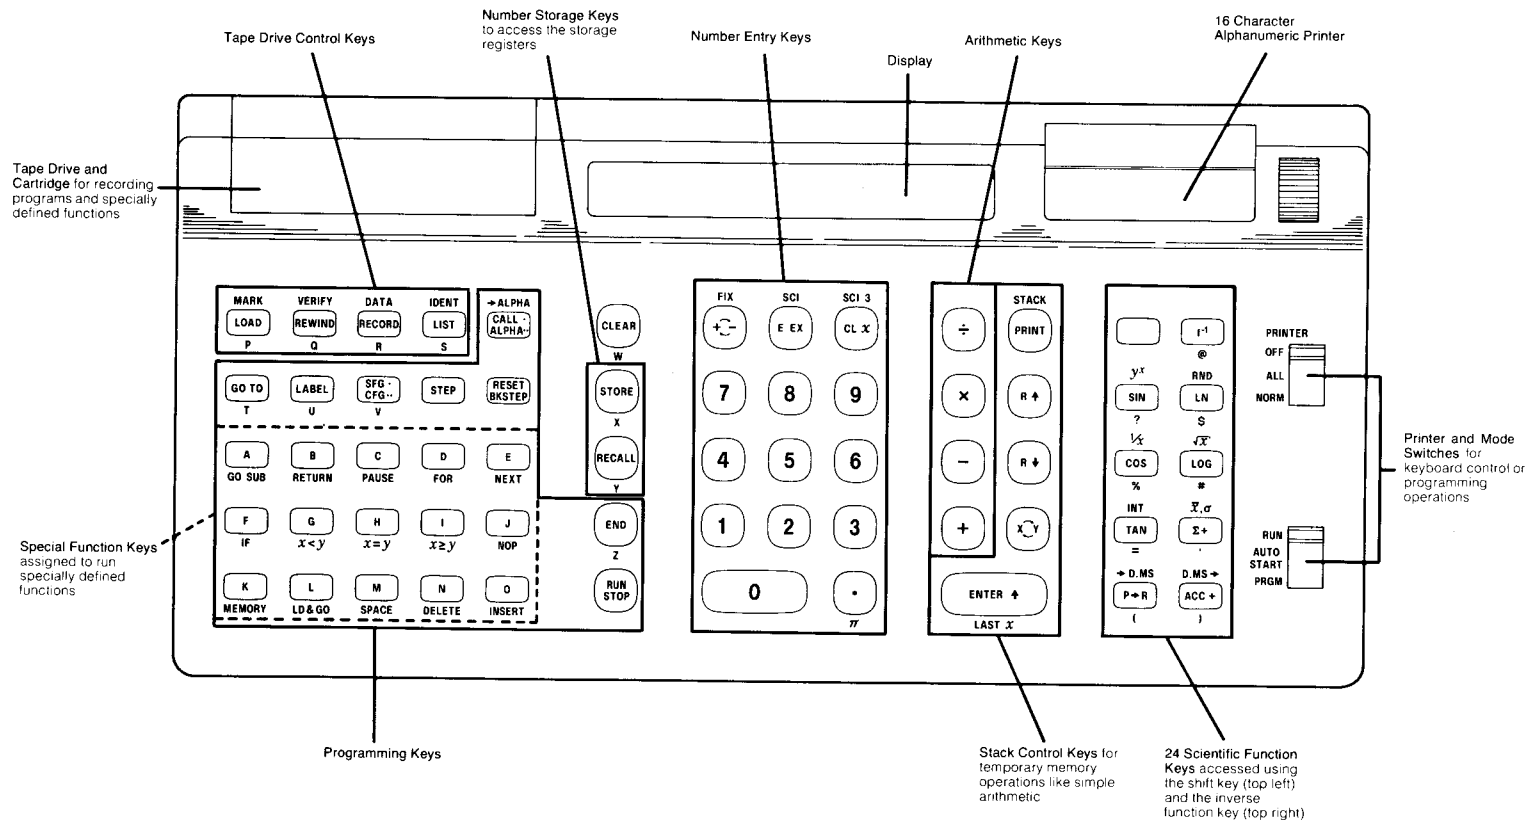 Tape Drive Control Keys
Number Storage Keys
to access the storage
registers
Number Entry Keys
Display
Arithmetic Keys
16 Character
Alphanumeric Printer
Tape Drive and
Cartridge for recording
programs and specially
defined functions
MARK VERIFY DATA IDENT →ALPHA
LOAD REWIND RECORD LIST CALL · ALPHA··
P Q R S
CLEAR
W
GO TO LABEL SFG · CFG·· STEP RESET BKSTEP
T U V
STORE
X
A B C D E
GO SUB RETURN PAUSE FOR NEXT
RECALL
Y
F G H I J
IF x<y x=y x≥y NOP
END
Z
K L M N O
MEMORY LD&GO SPACE DELETE INSERT
RUN
STOP
FIX SCI SCI 3
+− E EX CL x
7 8 9
4 5 6
1 2 3
0 ·
π
STACK
÷ PRINT
× R↑
− R↓
+ X Y
ENTER ↑
LAST x
I⁻¹
@
yˣ RND
SIN LN
? $
1/x √x
COS LOG
% #
INT x̄,σ
TAN Σ+
= '
→D.MS D.MS→
P→R ACC +
( )
PRINTER
OFF
ALL
NORM
RUN
AUTO
START
PRGM
Printer and Mode
Switches for
keyboard control or
programming
operations
Special Function Keys
assigned to run
specially defined
functions
Programming Keys
Stack Control Keys for
temporary memory
operations like simple
arithmetic
24 Scientific Function
Keys accessed using
the shift key (top left)
and the inverse
function key (top right)